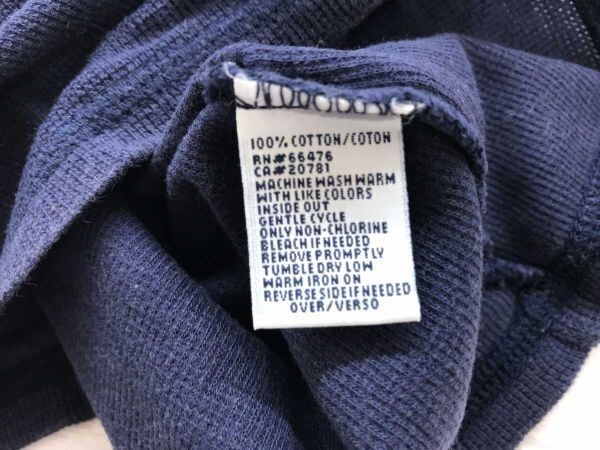 100% COTTON/COTON
RN#66476
CA#20781
MACHINE WASH WARM
WITH LIKE COLORS
INSIDE OUT
GENTLE CYCLE
ONLY NON-CHLORINE
BLEACH IF NEEDED
REMOVE PROMPTLY
TUMBLE DRY LOW
WARM IRON ON
REVERSE SIDE IF NEEDED
OVER/VERSO